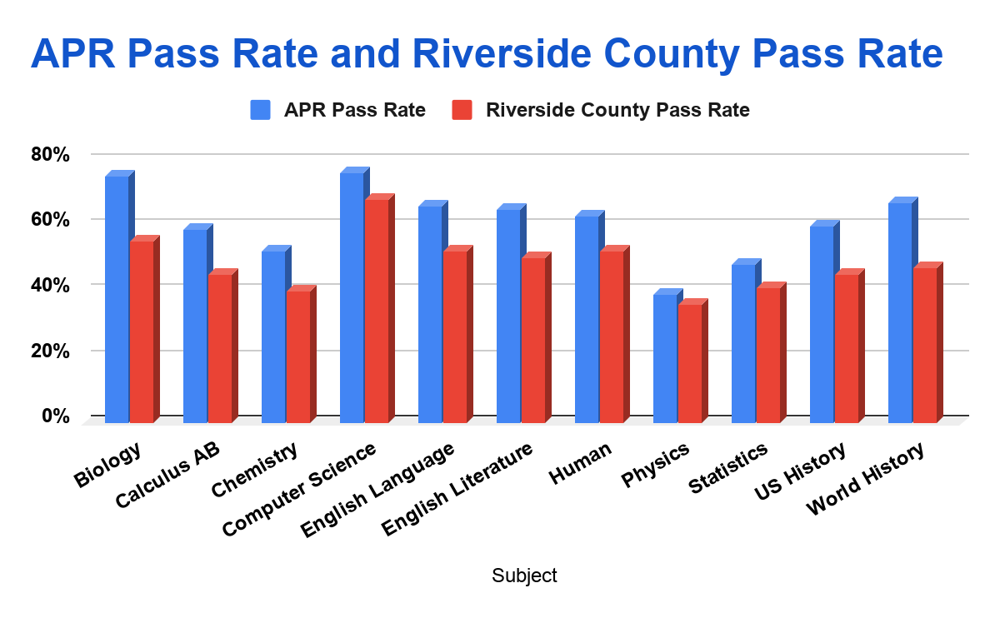 APR Pass Rate and Riverside County Pass Rate
APR Pass Rate Riverside County Pass Rate
80%
60%
40%
20%
0%
Biology
Calculus AB
Chemistry
Computer Science
English Language
English Literature
Human
Physics
Statistics
US History
World History
Subject